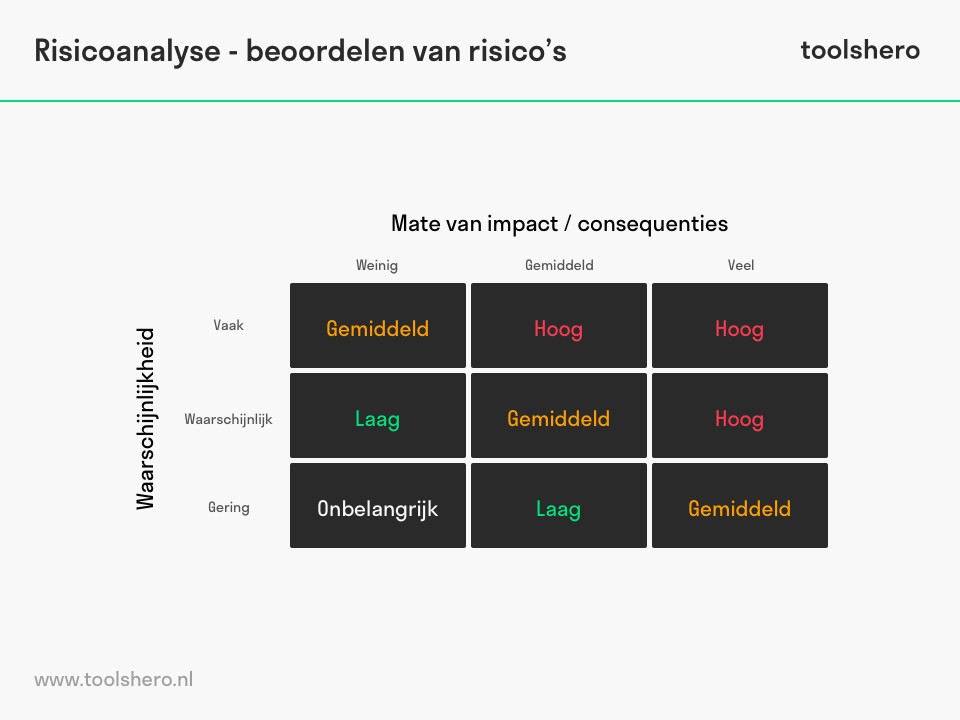 Risicoanalyse - beoordelen van risico’s
toolshero
Mate van impact / consequenties
Weinig Gemiddeld Veel
Waarschijnlijkheid
Vaak Gemiddeld Hoog Hoog
Waarschijnlijk Laag Gemiddeld Hoog
Gering Onbelangrijk Laag Gemiddeld
www.toolshero.nl